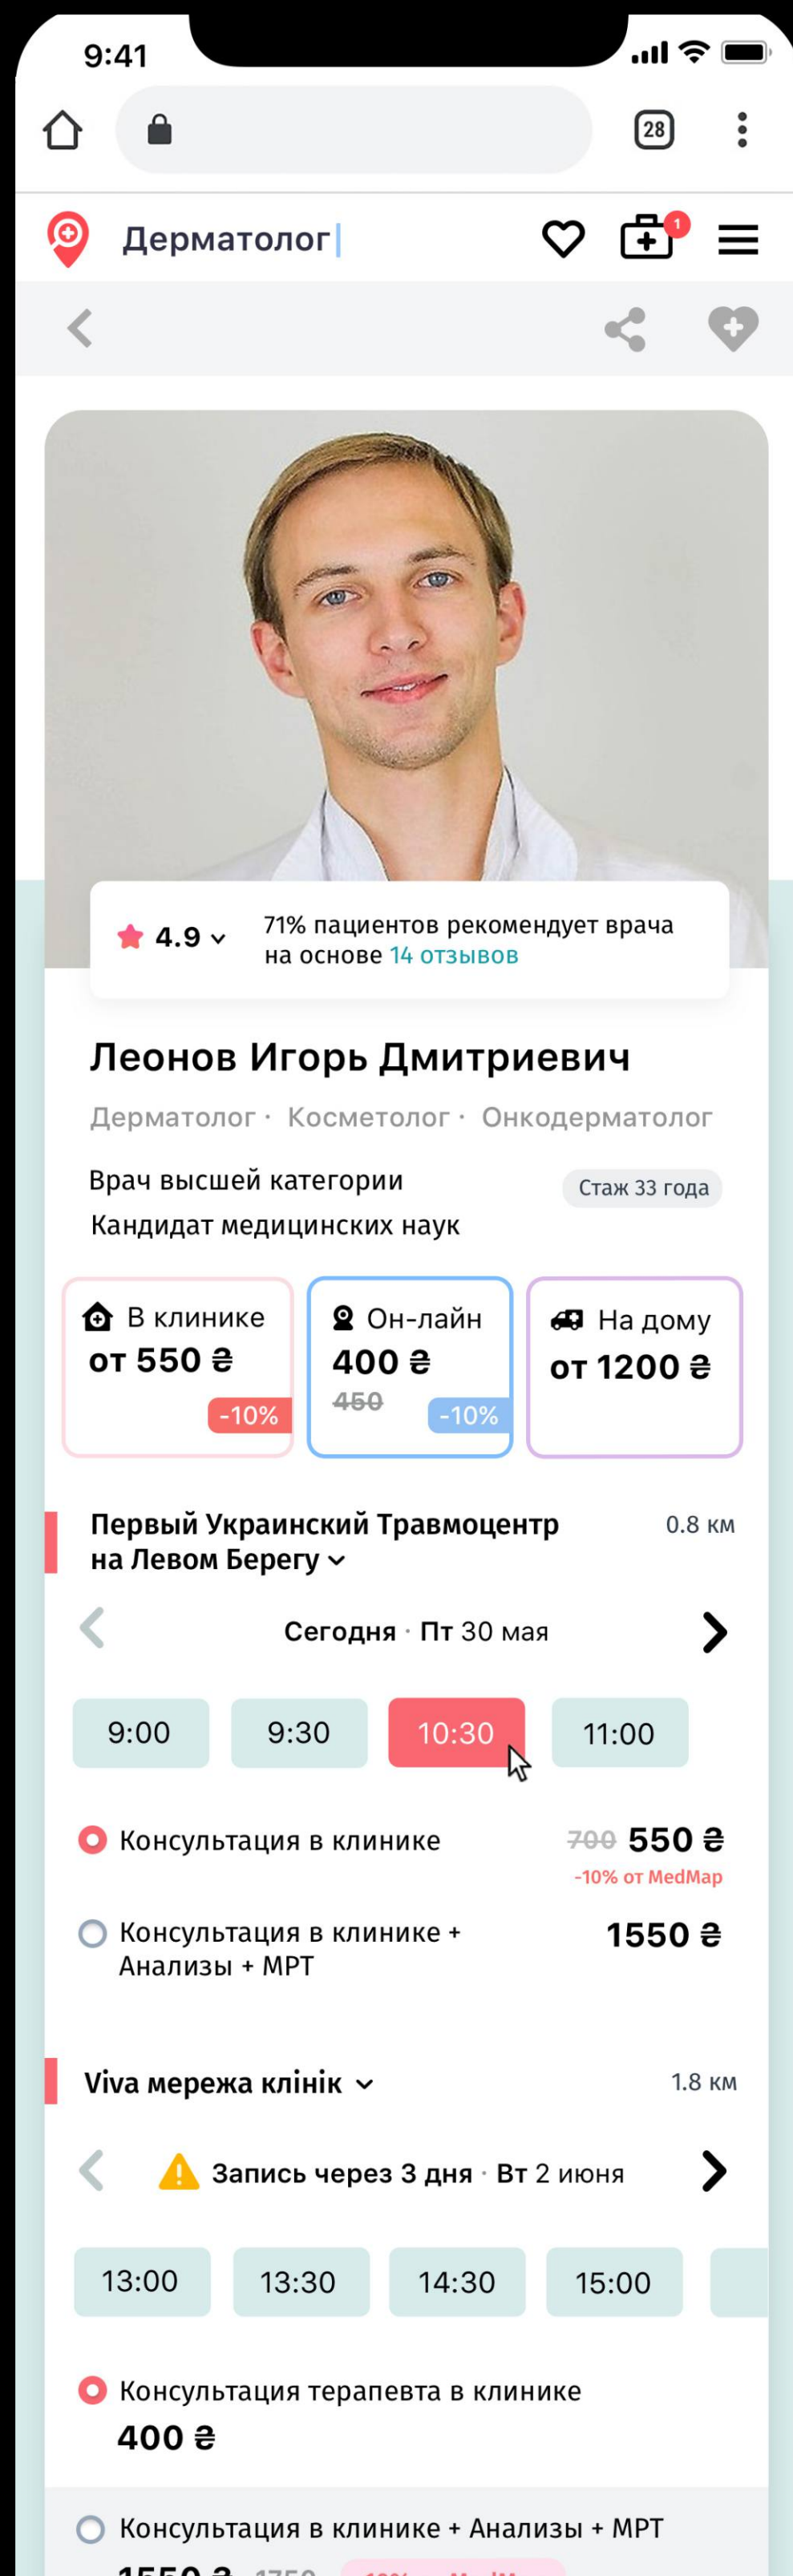 9:41
28
Дерматолог
1
4.9
71% пациентов рекомендует врача
на основе 14 отзывов
Леонов Игорь Дмитриевич
Дерматолог · Косметолог · Онкодерматолог
Врач высшей категории
Стаж 33 года
Кандидат медицинских наук
В клинике
от 550 ₴
-10%
Он-лайн
400 ₴
450
-10%
На дому
от 1200 ₴
Первый Украинский Травмоцентр
на Левом Берегу
0.8 км
Сегодня · Пт 30 мая
9:00 9:30 10:30 11:00
Консультация в клинике 700 550 ₴
-10% от MedMap
Консультация в клинике + 1550 ₴
Анализы + МРТ
Viva мережа клінік 1.8 км
Запись через 3 дня · Вт 2 июня
13:00 13:30 14:30 15:00
Консультация терапевта в клинике
400 ₴
Консультация в клинике + Анализы + МРТ
1550 ₴ 1750